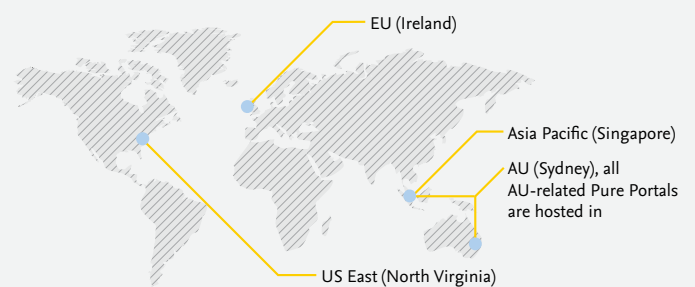 EU (Ireland)
Asia Pacific (Singapore)
AU (Sydney), all
AU-related Pure Portals
are hosted in
US East (North Virginia)